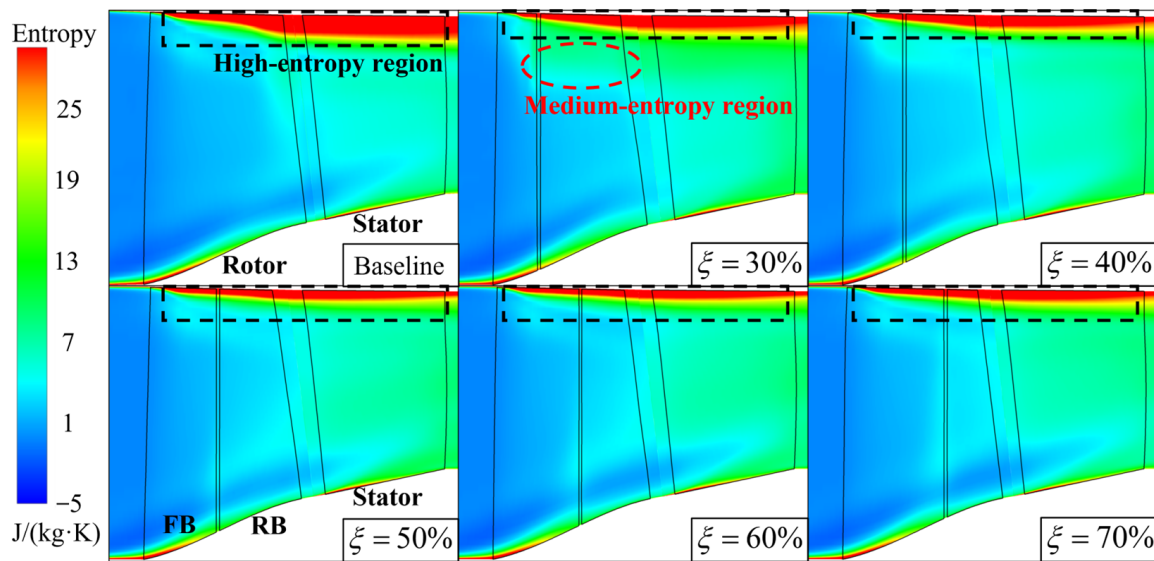 Entropy
25
19
13
7
1
−5
J/(kg·K)
High-entropy region
Rotor
Stator
Baseline
Medium-entropy region
ξ = 30%
ξ = 40%
FB
RB
Stator
ξ = 50%
ξ = 60%
ξ = 70%